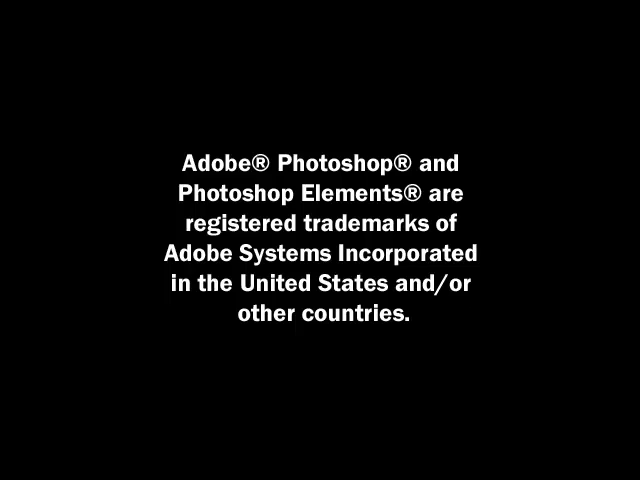 Adobe® Photoshop® and
Photoshop Elements® are
registered trademarks of
Adobe Systems Incorporated
in the United States and/or
other countries.